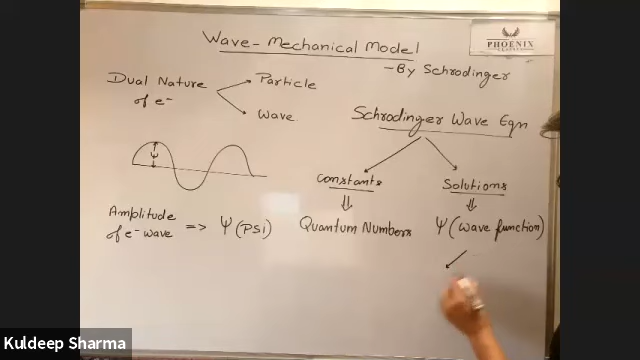 Wave-Mechanical Model
-By Schrodinger
PHOENIX
Dual Nature
of e-
Particle
Wave
Schrodinger Wave Eqn
ψ
Constants
Solutions
Amplitude
of e- wave => ψ (PSI)
Quantum Numbers
ψ (Wave function)
Kuldeep Sharma